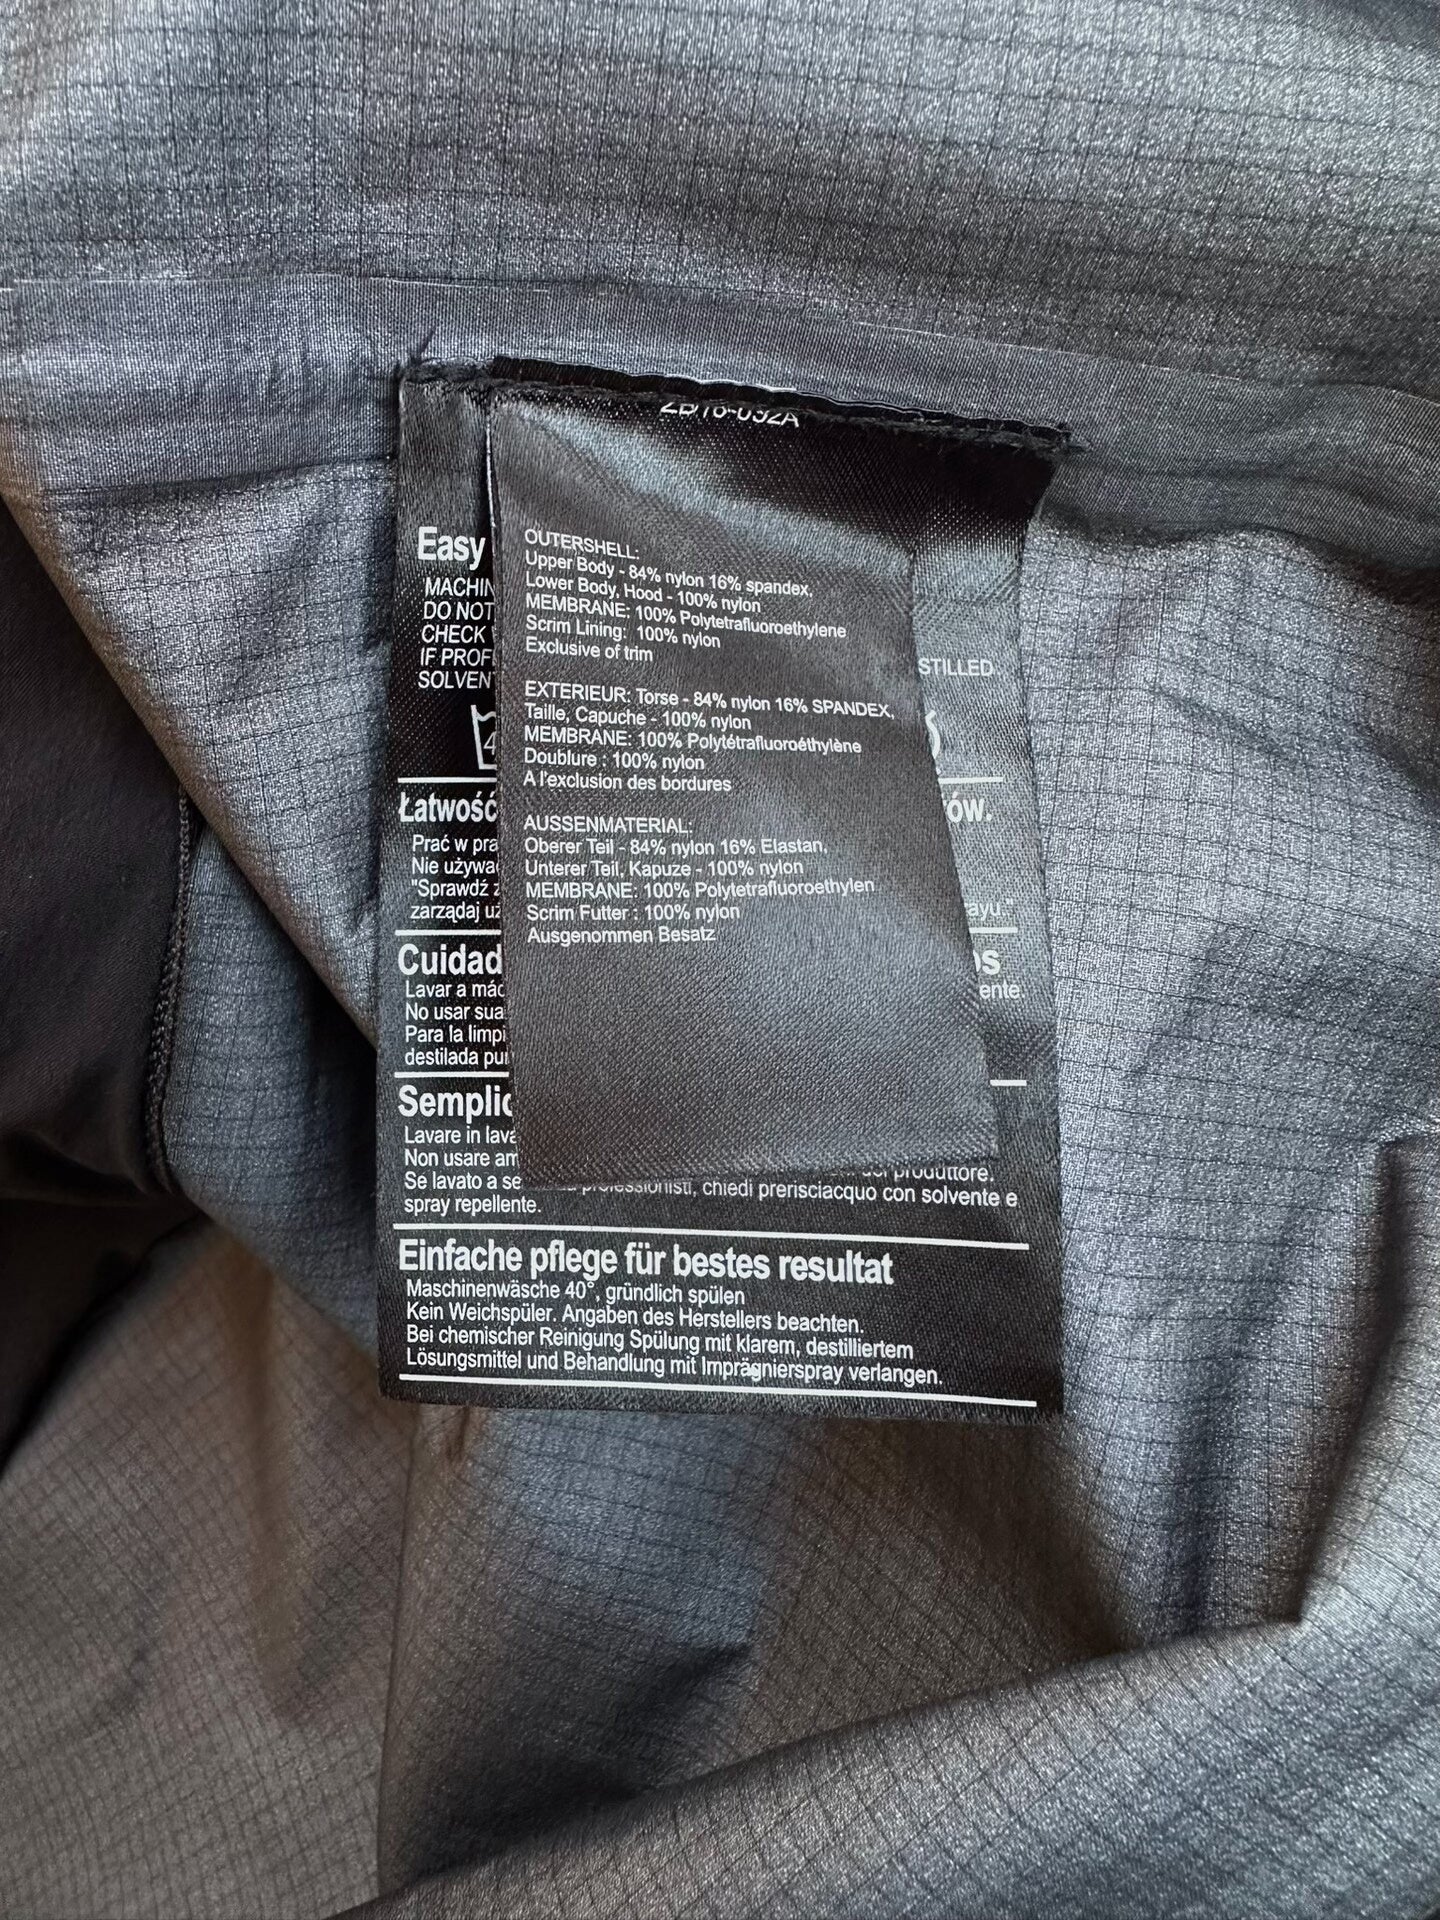 OUTERSHELL:
Upper Body - 84% nylon 16% spandex,
Lower Body, Hood - 100% nylon
MEMBRANE: 100% Polytetrafluoroethylene
Scrim Lining: 100% nylon
Exclusive of trim
EXTERIEUR: Torse - 84% nylon 16% SPANDEX,
Taille, Capuche - 100% nylon
MEMBRANE: 100% Polytétrafluoroéthylène
Doublure : 100% nylon
A l'exclusion des bordures
AUSSENMATERIAL:
Oberer Teil - 84% nylon 16% Elastan,
Unterer Teil, Kapuze - 100% nylon
MEMBRANE: 100% Polytetrafluoroethylen
Scrim Futter : 100% nylon
Ausgenommen Besatz
Easy
MACHIN
DO NOT
CHECK
IF PROF
SOLVEN STILLED
4
Łatwość ów.
Prać w pra
Nie używa
"Sprawdź z
zarządaj uż rayu."
Cuidad os
Lavar a máq ente.
No usar sua
Para la limpi
destilada pu
Semplic
Lavare in lava
Non usare am produttore.
Se lavato a se professionisti, chiedi prerisciacquo con solvente e
spray repellente.
Einfache pflege für bestes resultat
Maschinenwäsche 40°, gründlich spülen
Kein Weichspüler. Angaben des Herstellers beachten.
Bei chemischer Reinigung Spülung mit klarem, destilliertem
Lösungsmittel und Behandlung mit Imprägnierspray verlangen.